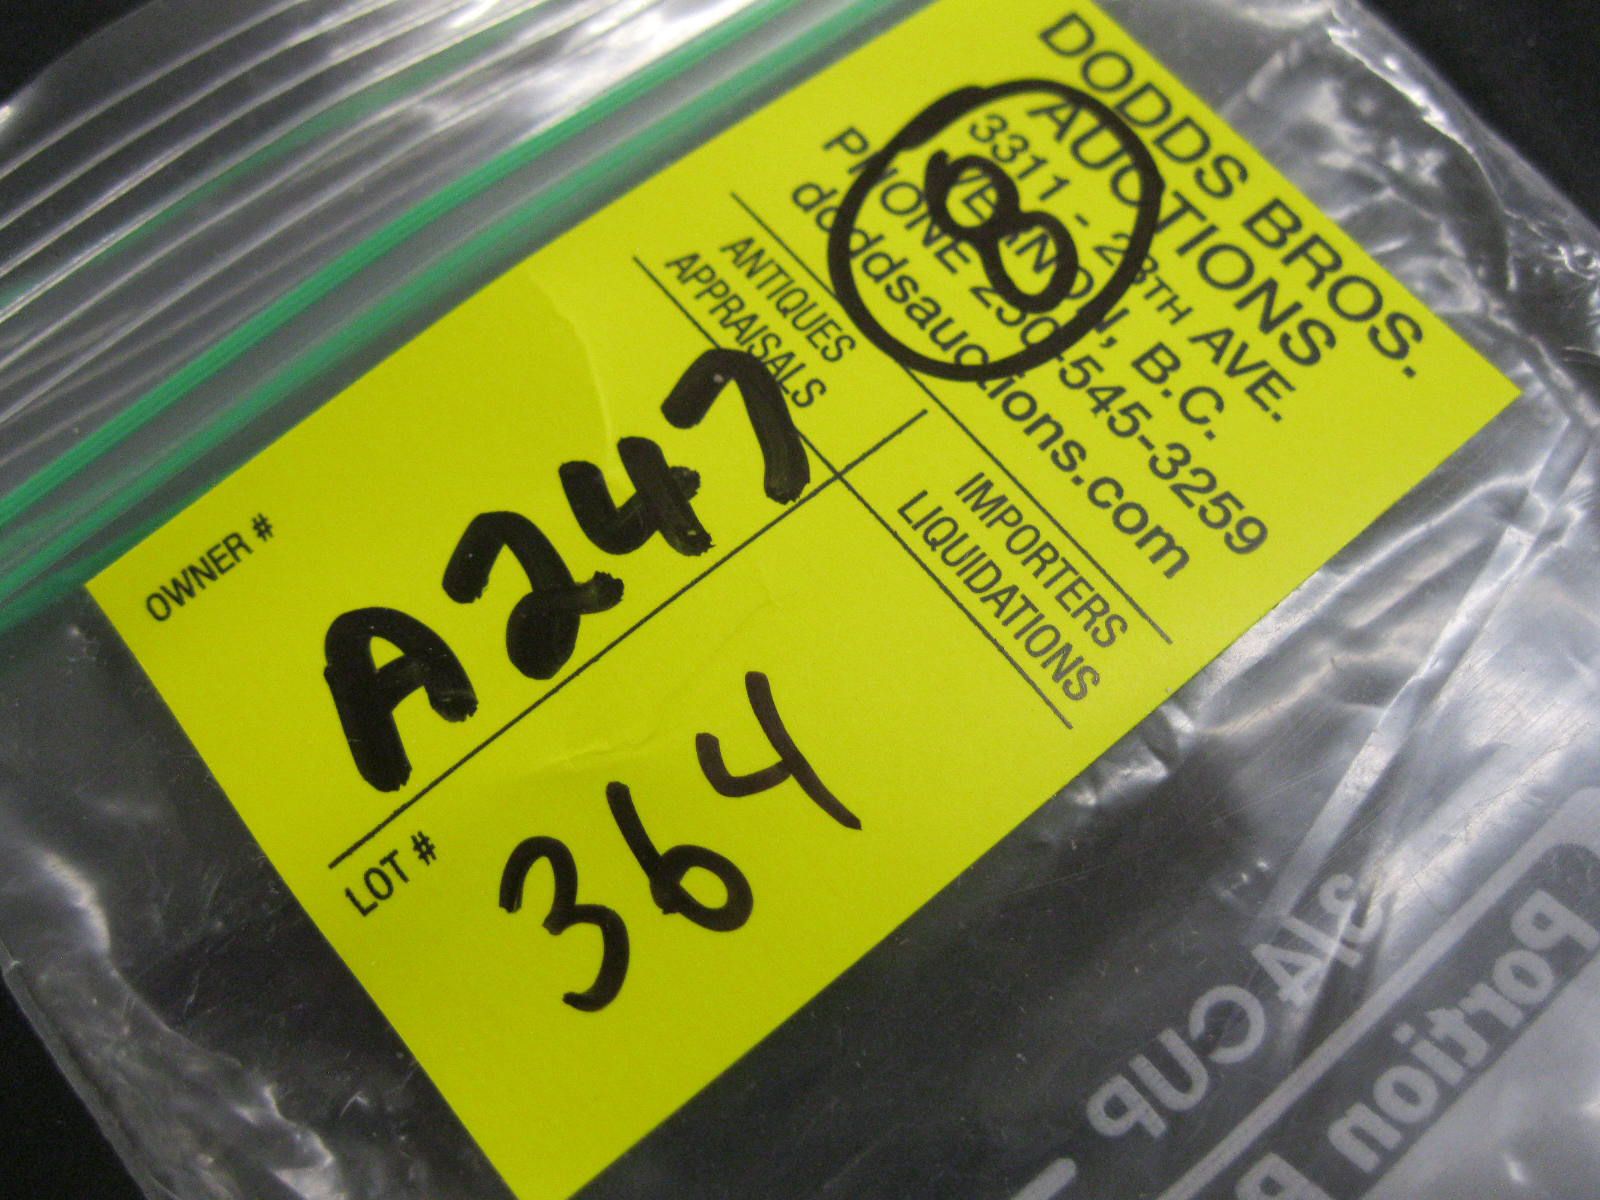 DODDS BROS.
AUCTIONS
3311 - 28TH AVE.
VERNON, B.C.
PHONE 250-545-3259
doddsauctions.com
8
ANTIQUES
APPRAISALS
IMPORTERS
LIQUIDATIONS
OWNER #
A247
LOT #
364
3/4 CUP
Portion